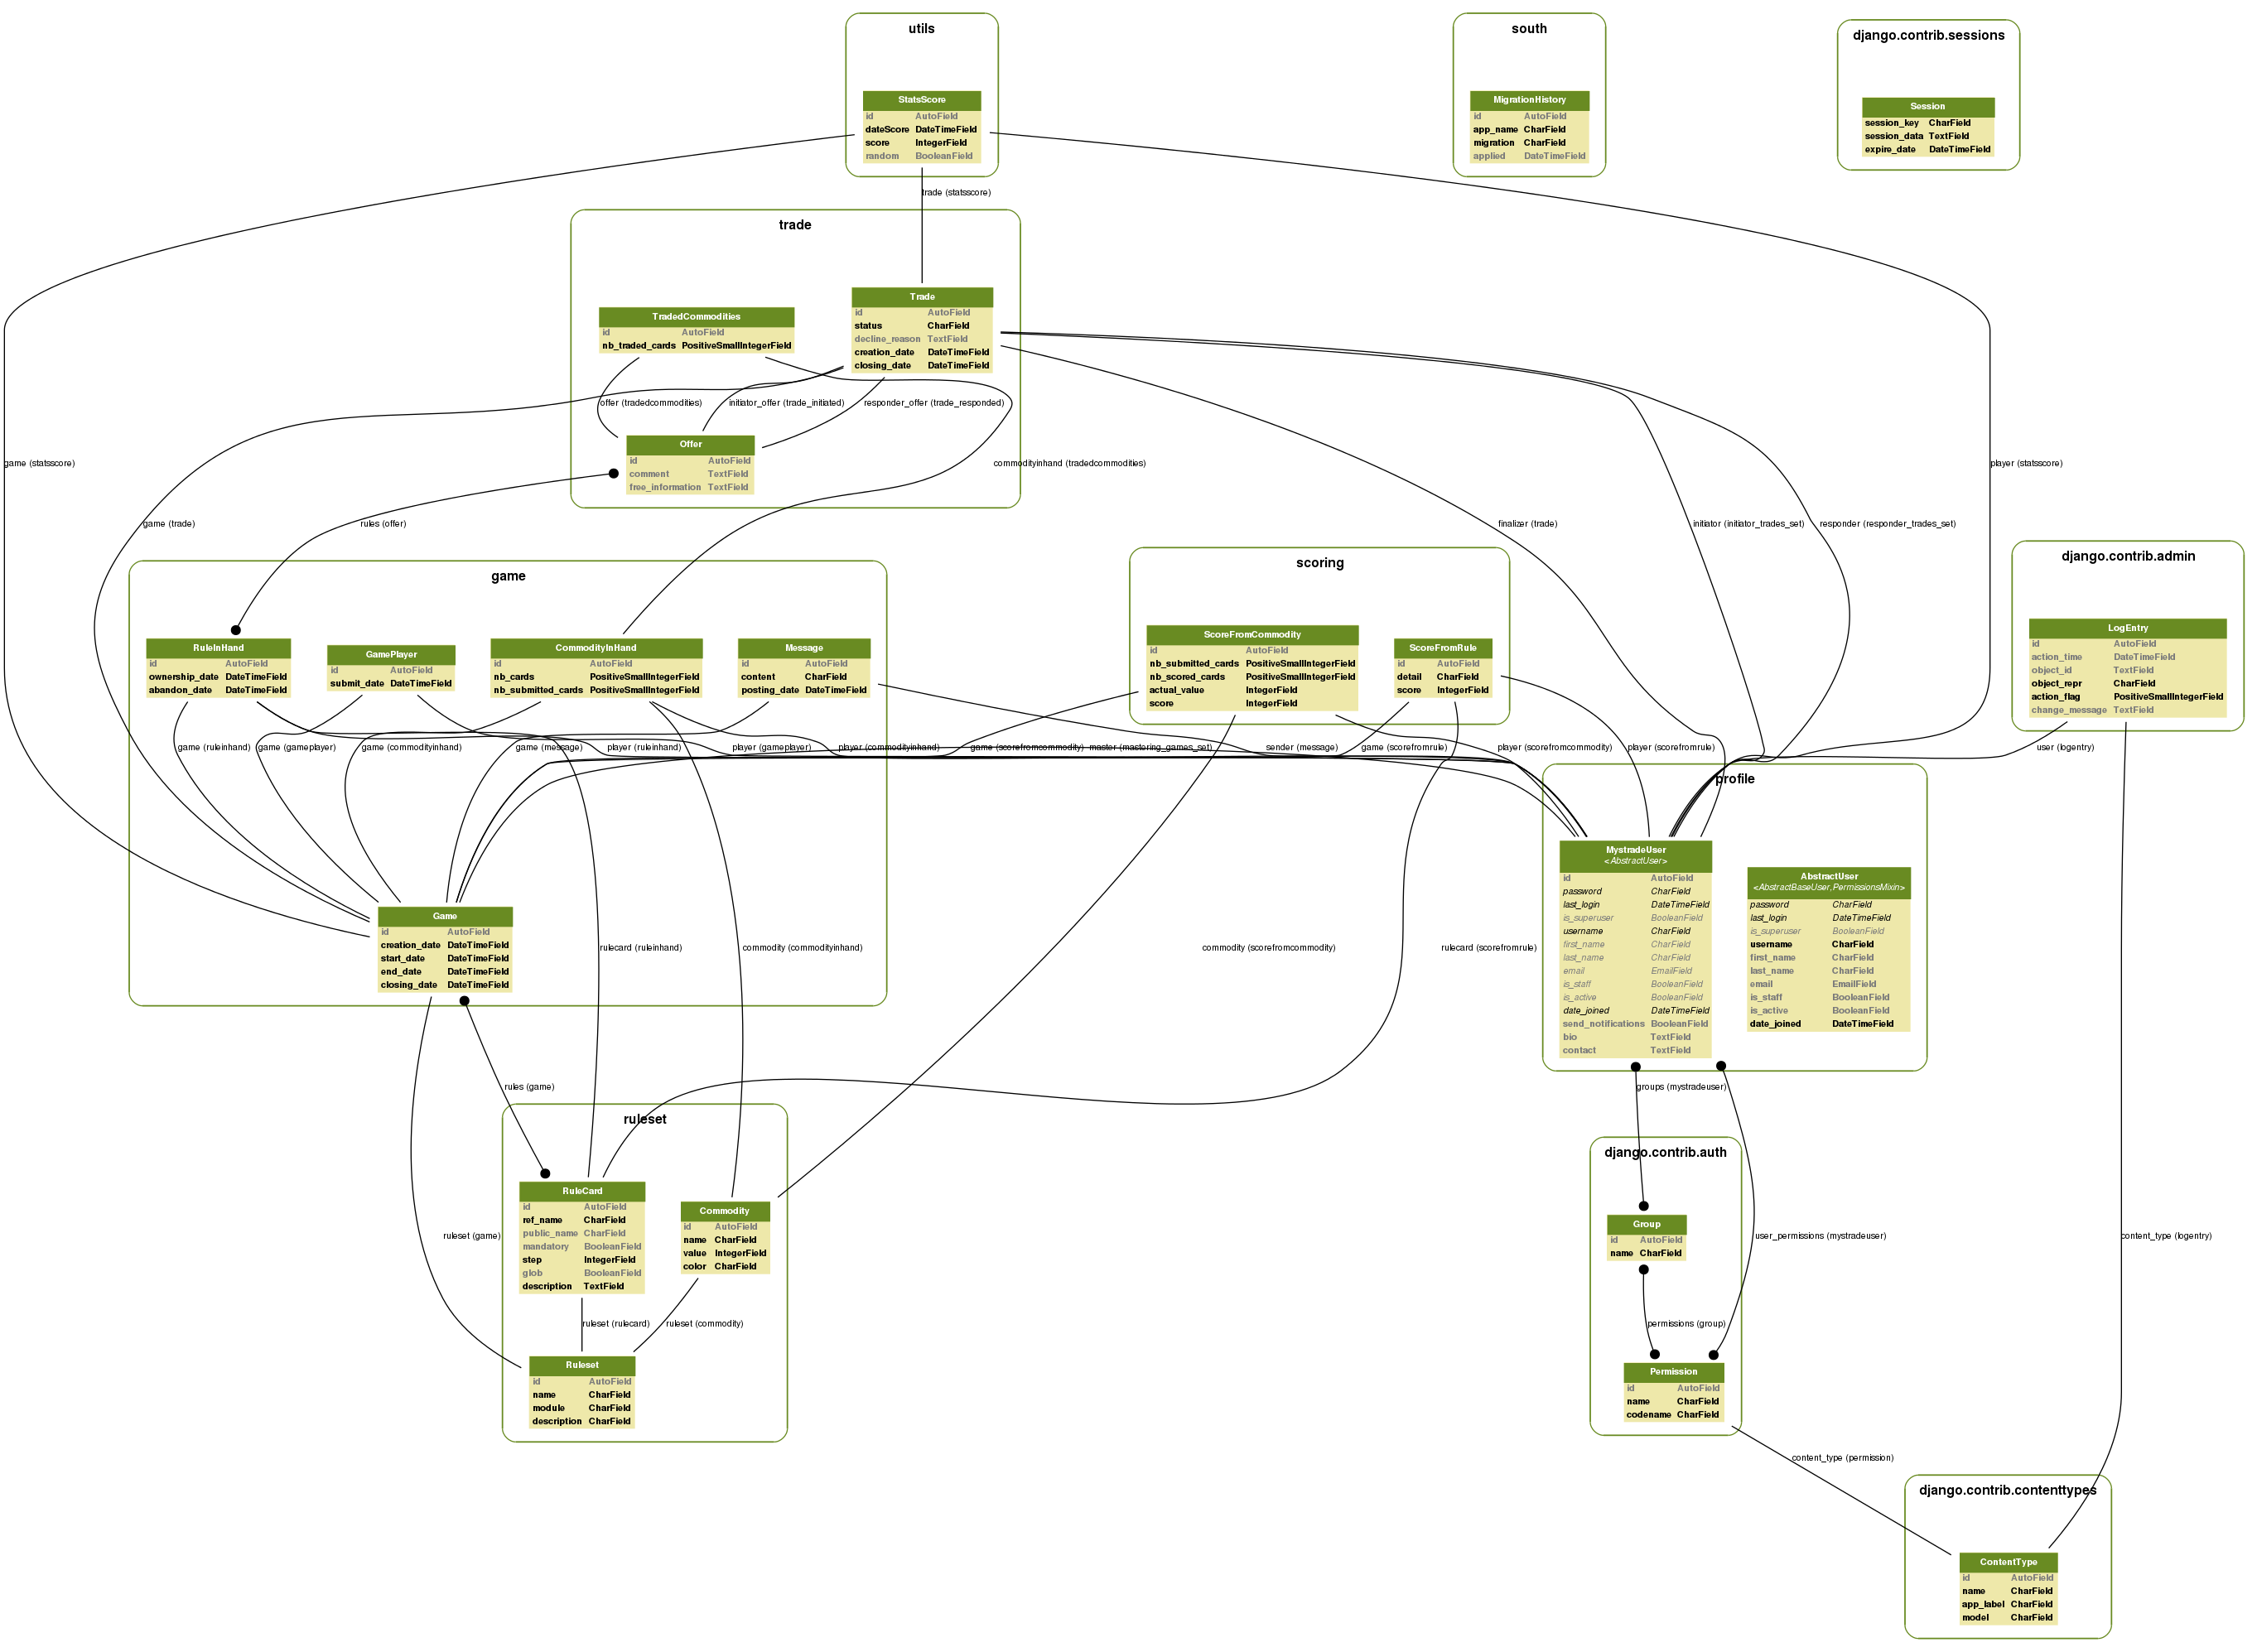 utils
StatsScore
id AutoField
dateScore DateTimeField
score IntegerField
random BooleanField
south
MigrationHistory
id AutoField
app_name CharField
migration CharField
applied DateTimeField
django.contrib.sessions
Session
session_key CharField
session_data TextField
expire_date DateTimeField
trade (statsscore)
trade
TradedCommodities
id AutoField
nb_traded_cards PositiveSmallIntegerField
Trade
id AutoField
status CharField
decline_reason TextField
creation_date DateTimeField
closing_date DateTimeField
offer (tradedcommodities)
initiator_offer (trade_initiated)
responder_offer (trade_responded)
Offer
id AutoField
comment TextField
free_information TextField
game (statsscore)
commodityinhand (tradedcommodities)
player (statsscore)
game (trade)
rules (offer)
finalizer (trade)
initiator (initiator_trades_set)
responder (responder_trades_set)
game
RuleInHand
id AutoField
ownership_date DateTimeField
abandon_date DateTimeField
GamePlayer
id AutoField
submit_date DateTimeField
CommodityInHand
id AutoField
nb_cards PositiveSmallIntegerField
nb_submitted_cards PositiveSmallIntegerField
Message
id AutoField
content CharField
posting_date DateTimeField
scoring
ScoreFromCommodity
id AutoField
nb_submitted_cards PositiveSmallIntegerField
nb_scored_cards PositiveSmallIntegerField
actual_value IntegerField
score IntegerField
ScoreFromRule
id AutoField
detail CharField
score IntegerField
django.contrib.admin
LogEntry
id AutoField
action_time DateTimeField
object_id TextField
object_repr CharField
action_flag PositiveSmallIntegerField
change_message TextField
game (ruleinhand)
game (gameplayer)
game (commodityinhand)
game (message)
player (ruleinhand)
player (gameplayer)
player (commodityinhand)
game (scorefromcommodity)
master (mastering_games_set)
sender (message)
game (scorefromrule)
player (scorefromcommodity)
player (scorefromrule)
user (logentry)
profile
MystradeUser
<AbstractUser>
id AutoField
password CharField
last_login DateTimeField
is_superuser BooleanField
username CharField
first_name CharField
last_name CharField
email EmailField
is_staff BooleanField
is_active BooleanField
date_joined DateTimeField
send_notifications BooleanField
bio TextField
contact TextField
AbstractUser
<AbstractBaseUser,PermissionsMixin>
password CharField
last_login DateTimeField
is_superuser BooleanField
username CharField
first_name CharField
last_name CharField
email EmailField
is_staff BooleanField
is_active BooleanField
date_joined DateTimeField
Game
id AutoField
creation_date DateTimeField
start_date DateTimeField
end_date DateTimeField
closing_date DateTimeField
rulecard (ruleinhand)
commodity (commodityinhand)
commodity (scorefromcommodity)
rulecard (scorefromrule)
rules (game)
groups (mystradeuser)
ruleset
RuleCard
id AutoField
ref_name CharField
public_name CharField
mandatory BooleanField
step IntegerField
glob BooleanField
description TextField
Commodity
id AutoField
name CharField
value IntegerField
color CharField
django.contrib.auth
Group
id AutoField
name CharField
ruleset (game)
user_permissions (mystradeuser)
content_type (logentry)
ruleset (rulecard)
ruleset (commodity)
permissions (group)
Ruleset
id AutoField
name CharField
module CharField
description CharField
Permission
id AutoField
name CharField
codename CharField
content_type (permission)
django.contrib.contenttypes
ContentType
id AutoField
name CharField
app_label CharField
model CharField